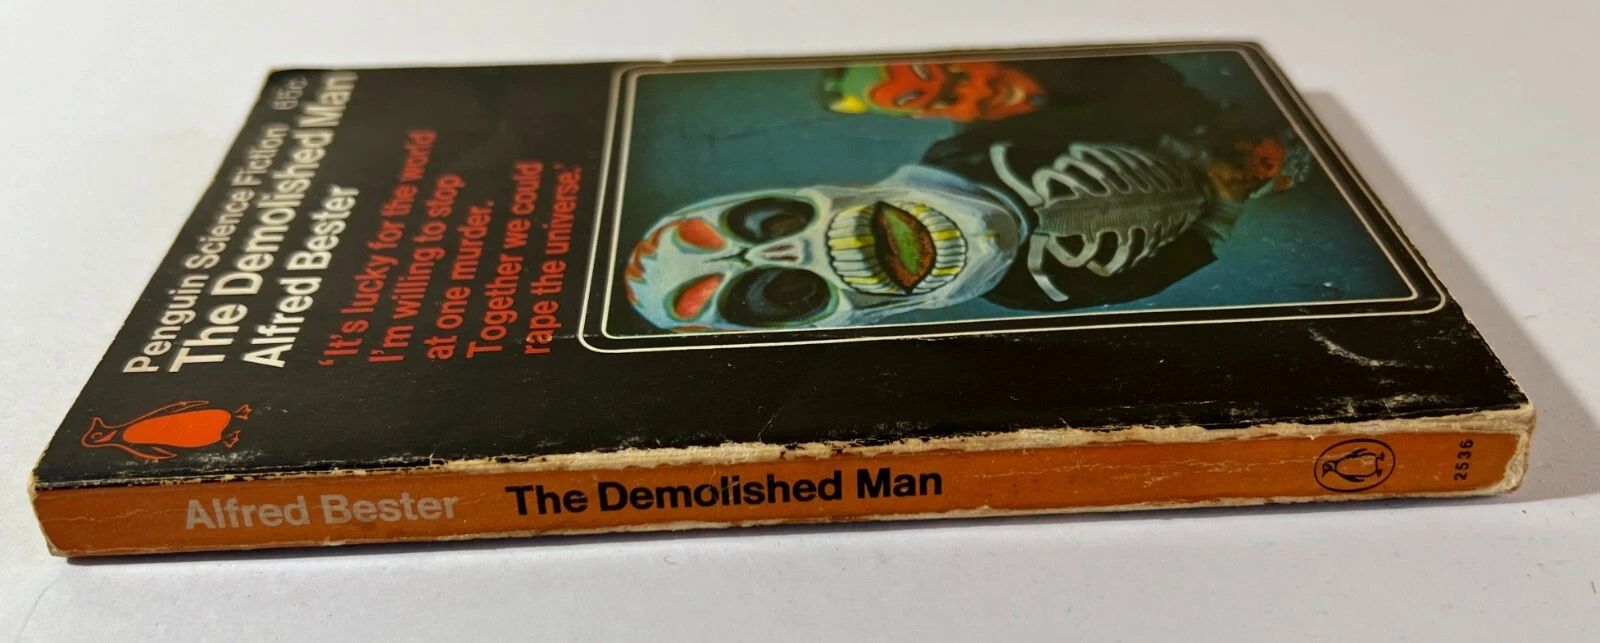 Penguin Science Fiction 65c
The Demolished Man
Alfred Bester
‘It's lucky for the world
I'm willing to stop
at one murder.
Together we could
rape the universe.’
Alfred Bester The Demolished Man 2536